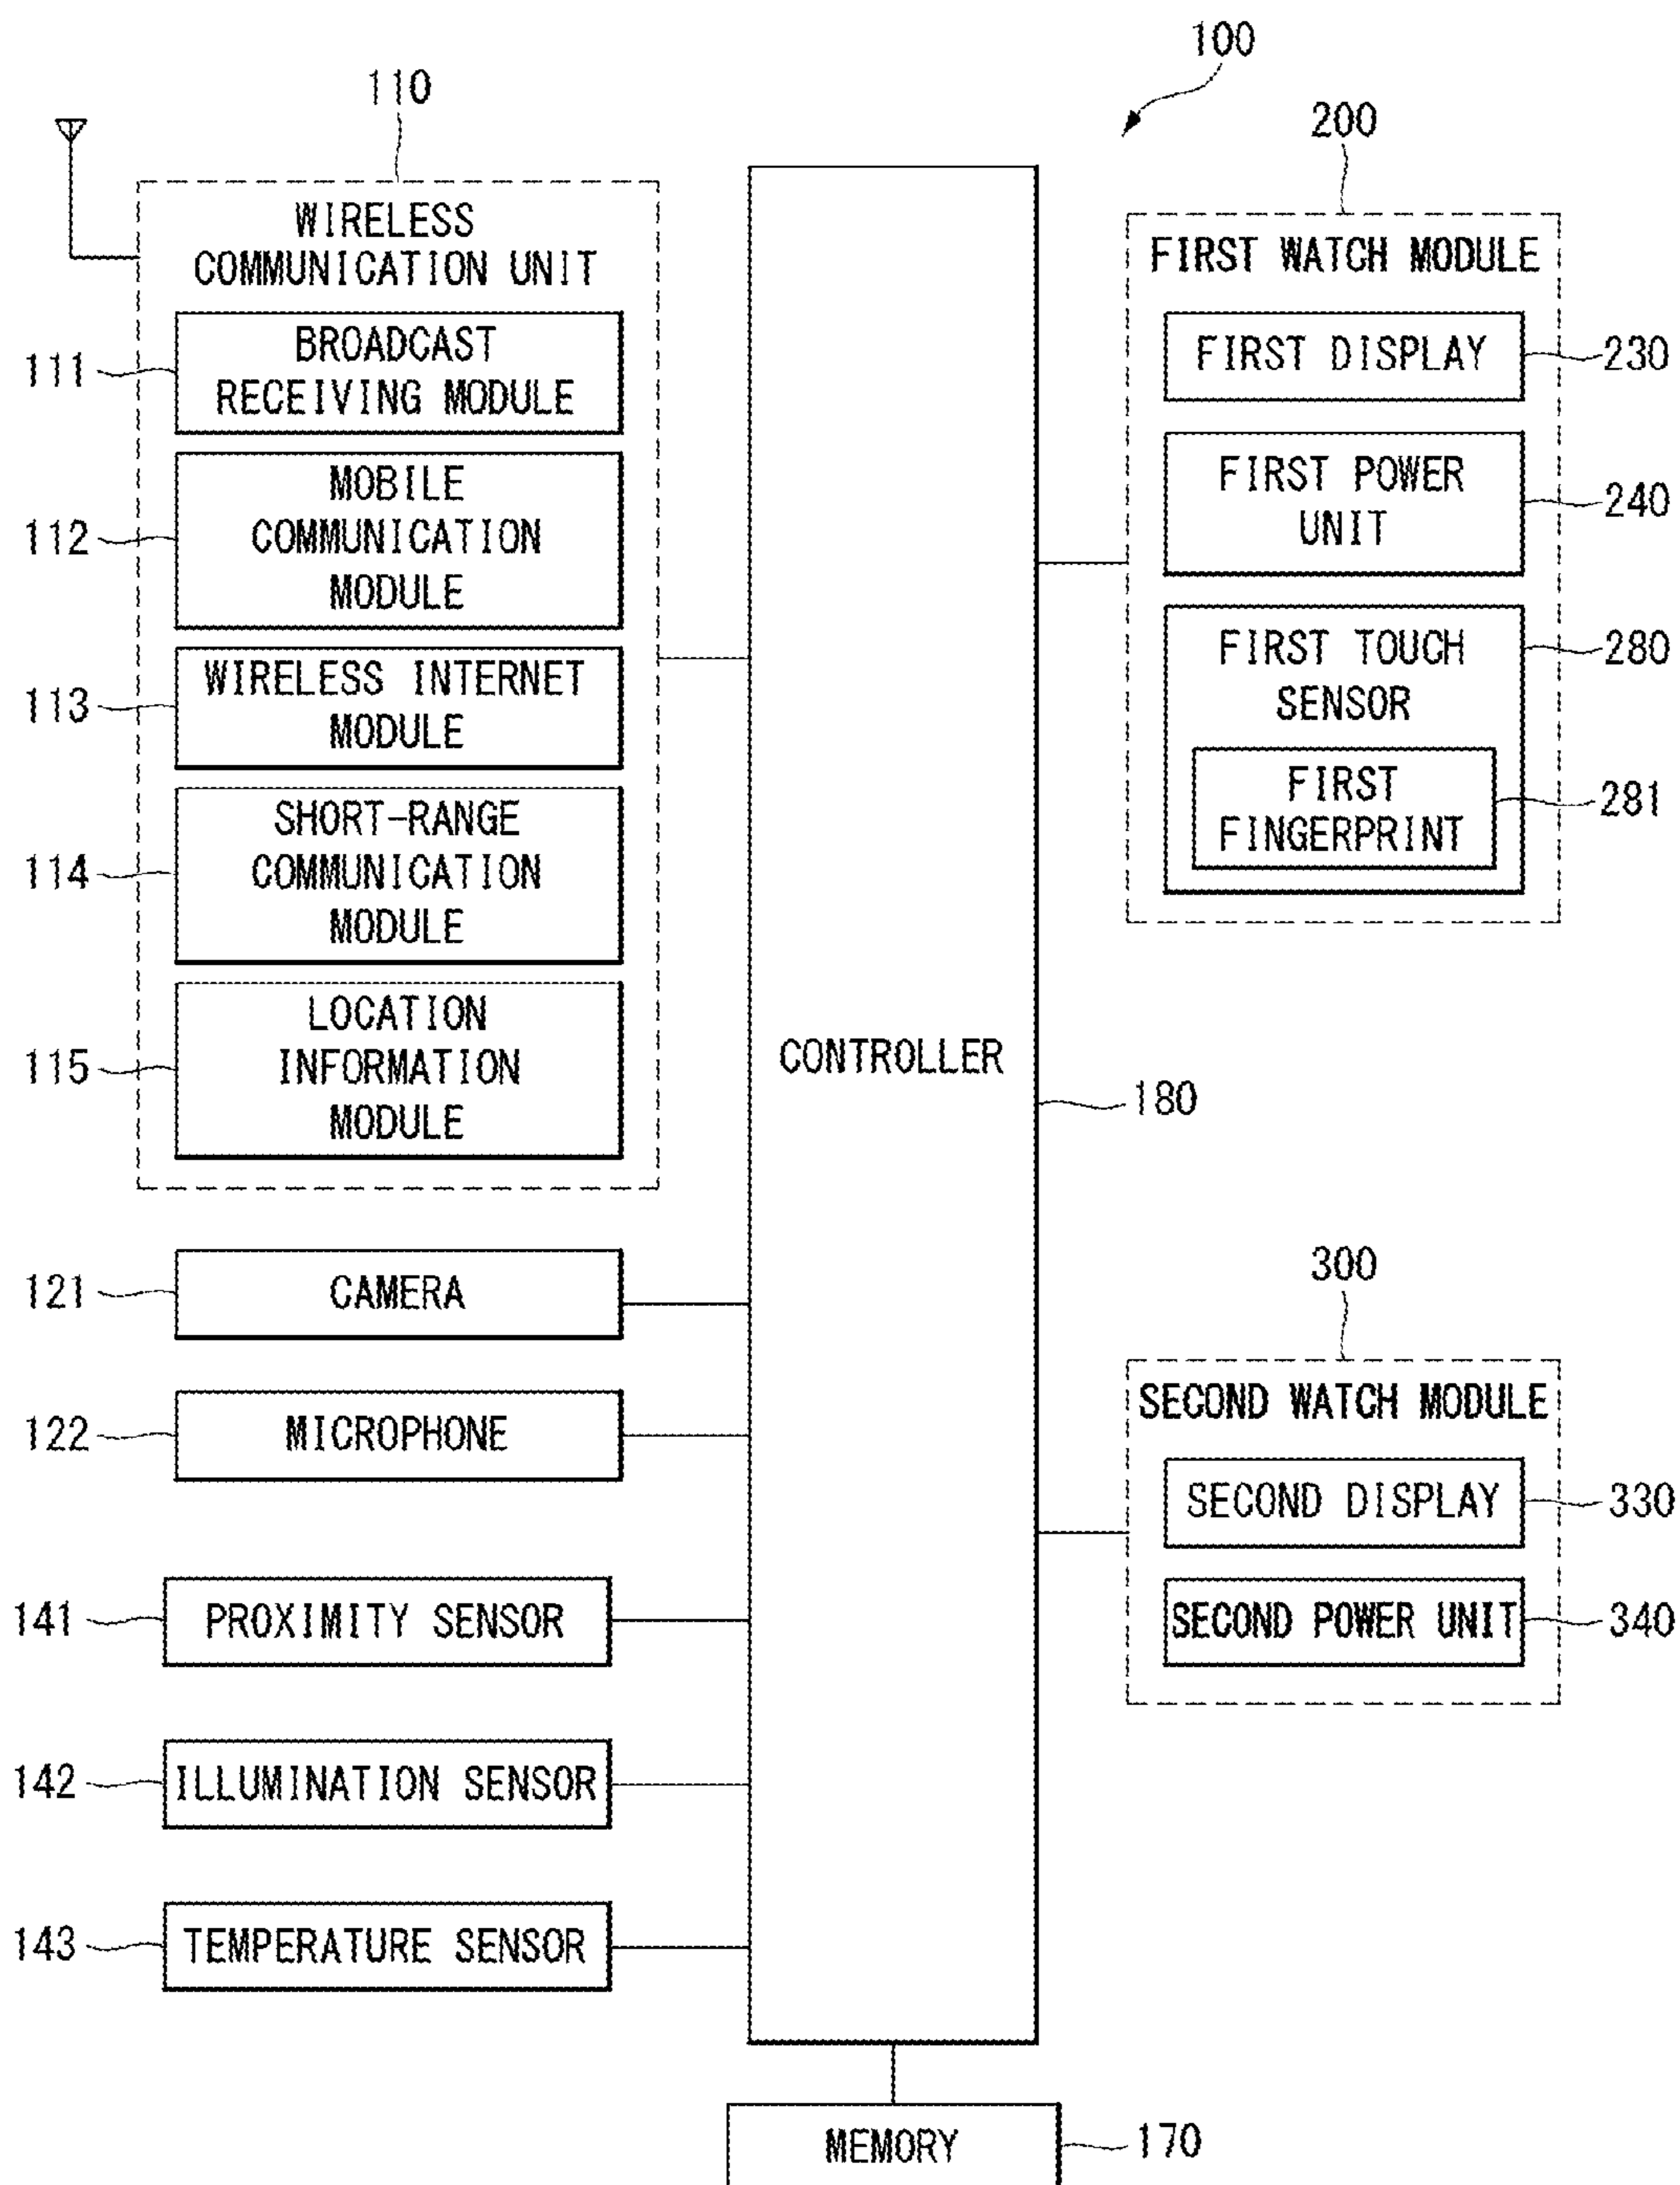 100
110
200
WIRELESS
COMMUNICATION UNIT
111
BROADCAST
RECEIVING MODULE
112
MOBILE
COMMUNICATION
MODULE
113
WIRELESS INTERNET
MODULE
114
SHORT-RANGE
COMMUNICATION
MODULE
115
LOCATION
INFORMATION
MODULE
121
CAMERA
122
MICROPHONE
141
PROXIMITY SENSOR
142
ILLUMINATION SENSOR
143
TEMPERATURE SENSOR
CONTROLLER
180
MEMORY
170
FIRST WATCH MODULE
FIRST DISPLAY
230
FIRST POWER
UNIT
240
FIRST TOUCH
SENSOR
280
FIRST
FINGERPRINT
281
300
SECOND WATCH MODULE
SECOND DISPLAY
330
SECOND POWER UNIT
340